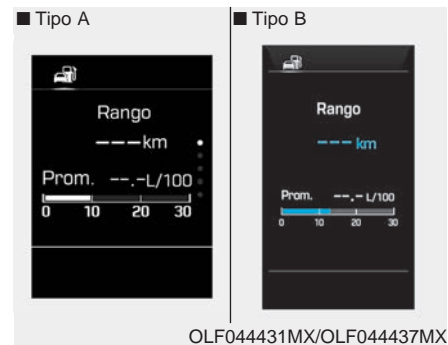 ■ Tipo A
Rango
---km
Prom. --.-L/100
0 10 20 30
■ Tipo B
Rango
--- km
Prom. --.- L/100
0 10 20 30
OLF044431MX/OLF044437MX